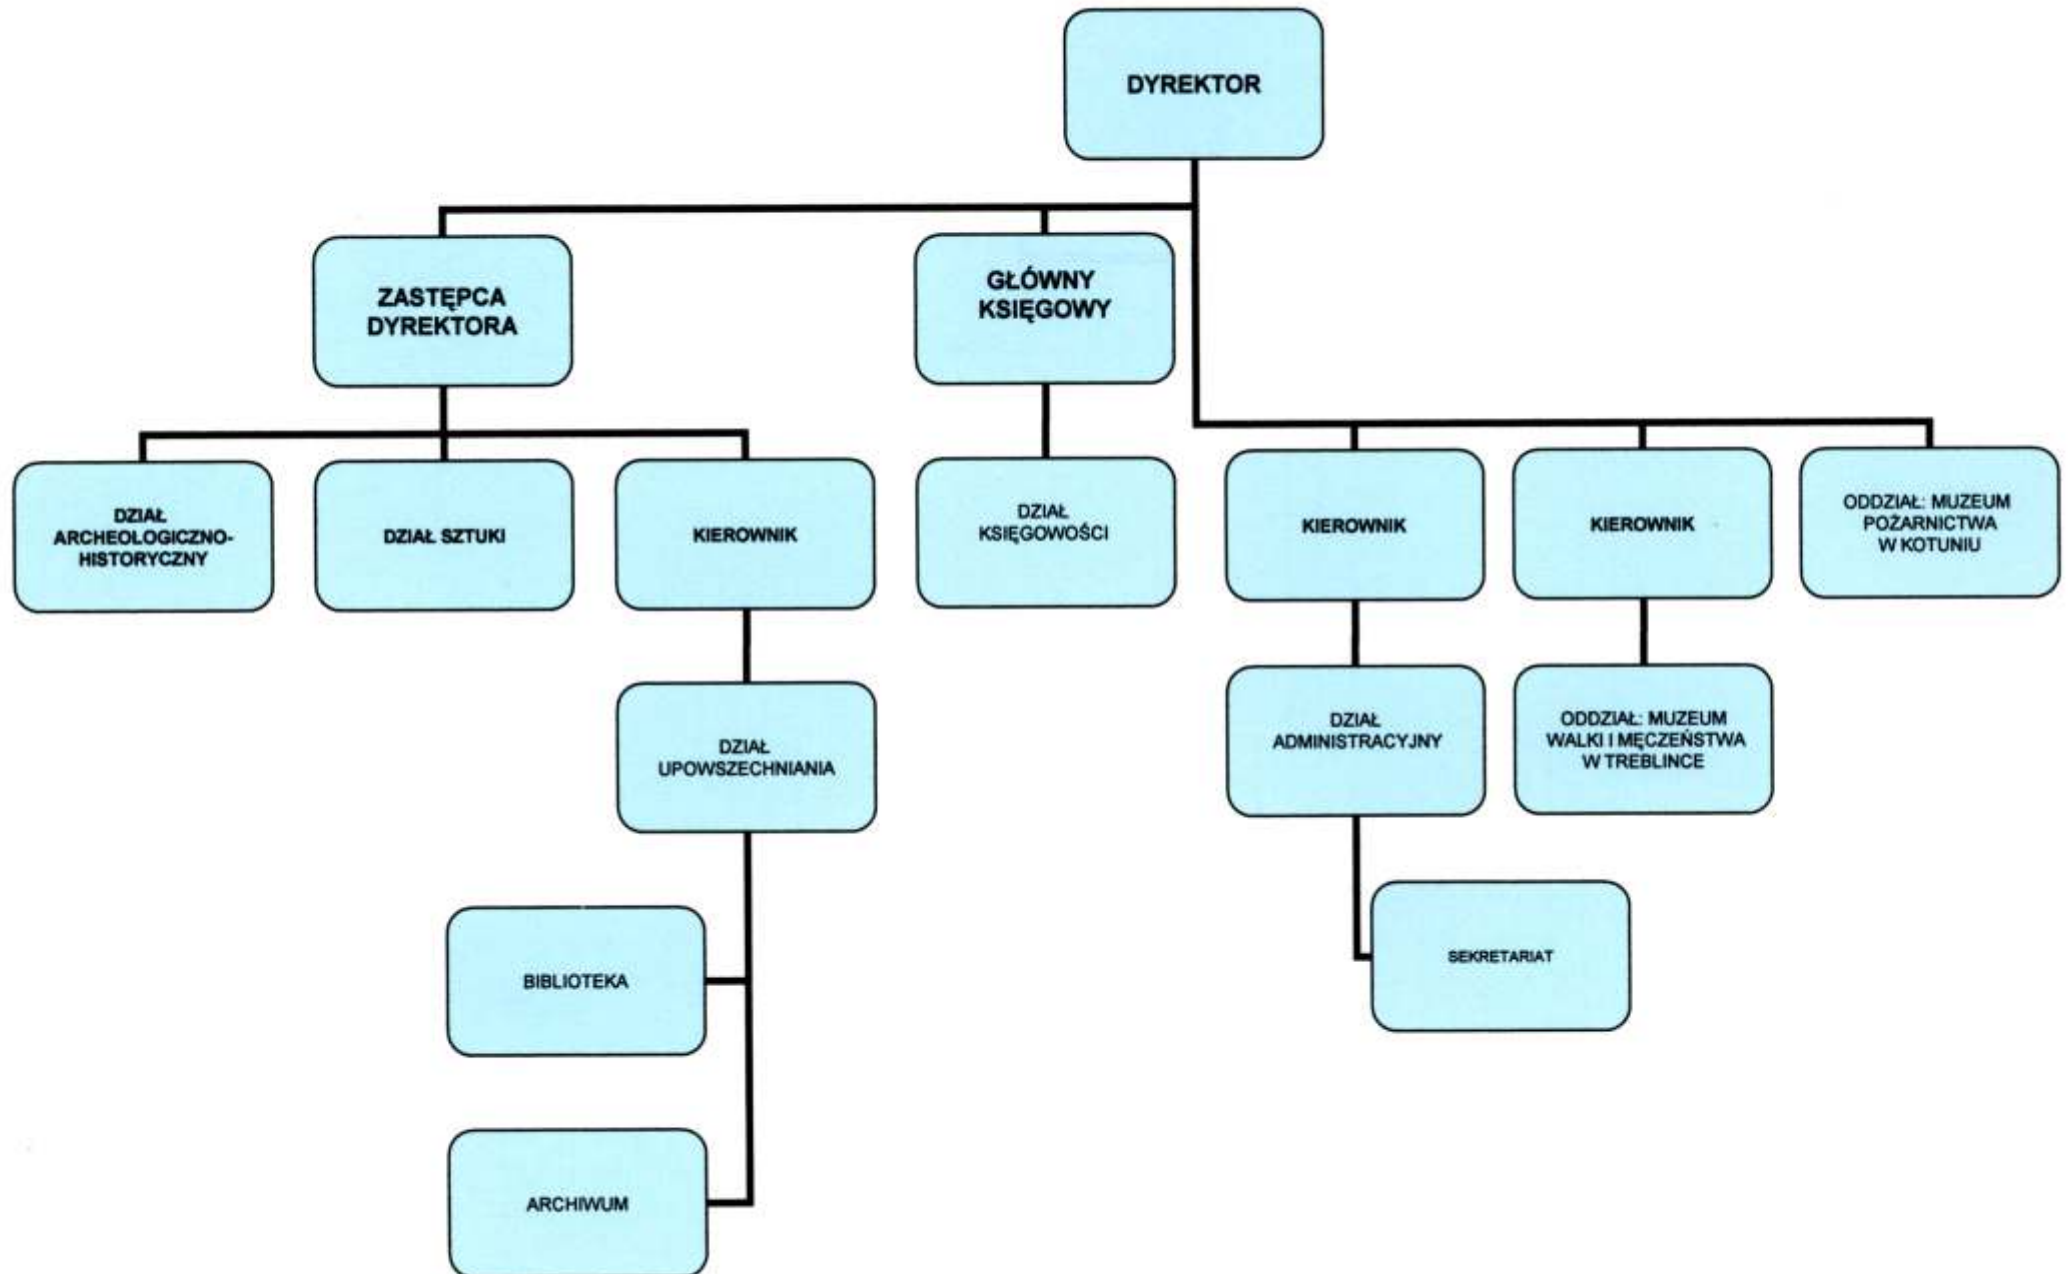 DYREKTOR
ZASTĘPCA
DYREKTORA
GŁÓWNY
KSIĘGOWY
DZIAŁ
ARCHEOLOGICZNO-
HISTORYCZNY
DZIAŁ SZTUKI
KIEROWNIK
DZIAŁ
KSIĘGOWOŚCI
KIEROWNIK
KIEROWNIK
ODDZIAŁ: MUZEUM
POŻARNICTWA
W KOTUNIU
DZIAŁ
UPOWSZECHNIANIA
DZIAŁ
ADMINISTRACYJNY
ODDZIAŁ: MUZEUM
WALKI I MĘCZEŃSTWA
W TREBLINCE
BIBLIOTEKA
SEKRETARIAT
ARCHIWUM